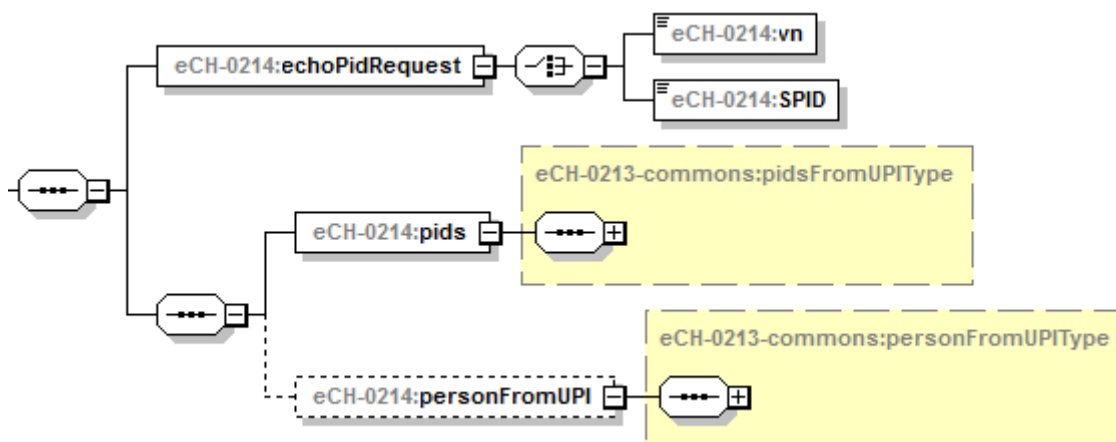 eCH-0214:echoPidRequest
eCH-0214:vn
eCH-0214:SPID
eCH-0213-commons:pidsFromUPIType
eCH-0214:pids
eCH-0213-commons:personFromUPIType
eCH-0214:personFromUPI